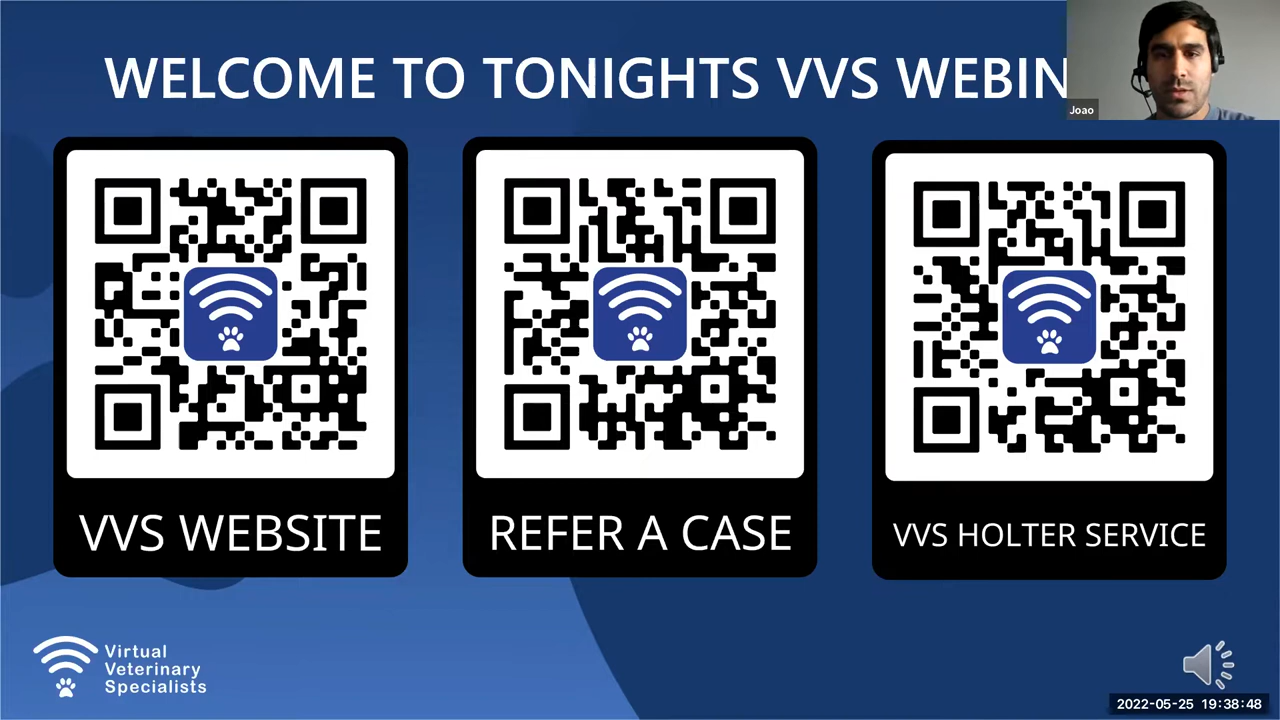 WELCOME TO TONIGHTS VVS WEBIN
Joao
VVS WEBSITE
REFER A CASE
VVS HOLTER SERVICE
Virtual
Veterinary
Specialists
2022-05-25 19:38:48